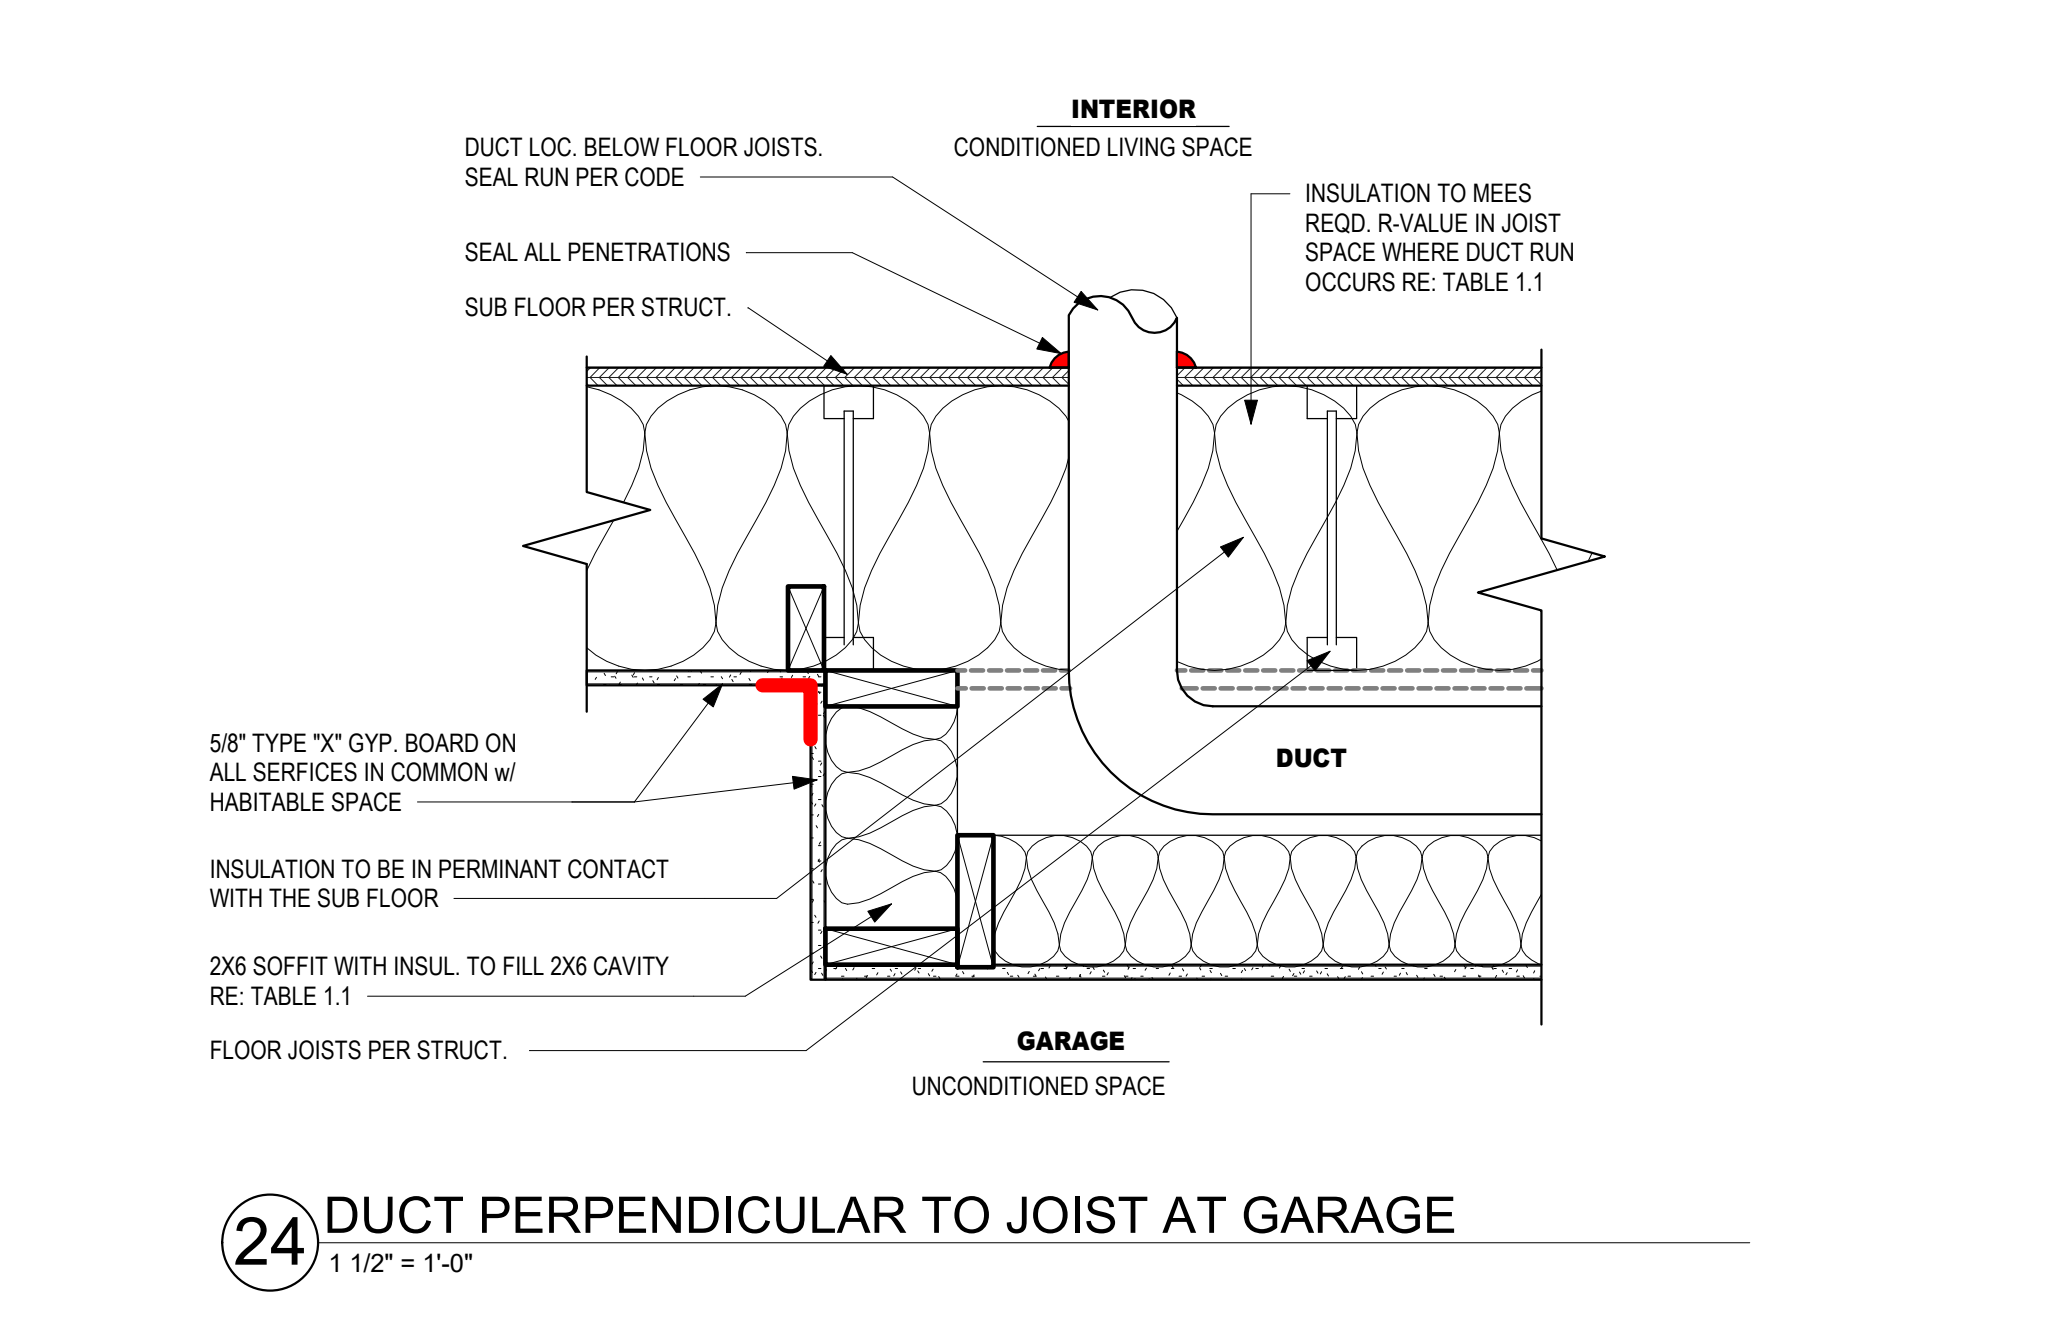 INTERIOR
CONDITIONED LIVING SPACE
DUCT LOC. BELOW FLOOR JOISTS.
SEAL RUN PER CODE
SEAL ALL PENETRATIONS
SUB FLOOR PER STRUCT.
INSULATION TO MEES
REQD. R-VALUE IN JOIST
SPACE WHERE DUCT RUN
OCCURS RE: TABLE 1.1
5/8" TYPE "X" GYP. BOARD ON
ALL SERFICES IN COMMON w/
HABITABLE SPACE
DUCT
INSULATION TO BE IN PERMINANT CONTACT
WITH THE SUB FLOOR
2X6 SOFFIT WITH INSUL. TO FILL 2X6 CAVITY
RE: TABLE 1.1
FLOOR JOISTS PER STRUCT.
GARAGE
UNCONDITIONED SPACE
24
DUCT PERPENDICULAR TO JOIST AT GARAGE
1 1/2" = 1'-0"